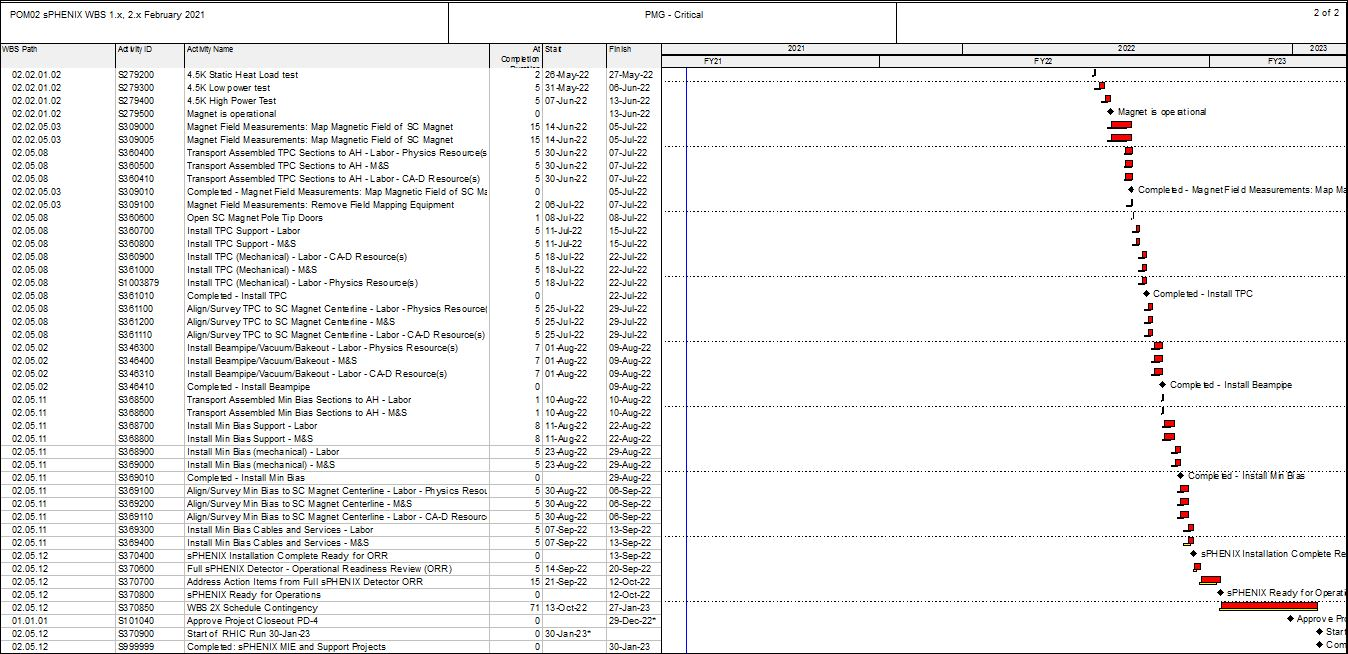 POM02 sPHENIX WBS 1.x, 2.x February 2021 PMG - Critical 2 of 2
WBS Path Activity ID Activity Name At Completion Start Finish 2021 2022 2023
FY21 FY22 FY23
02.02.01.02 S279200 4.5K Static Heat Load test 2 26-May-22 27-May-22
02.02.01.02 S279300 4.5K Low power test 5 31-May-22 06-Jun-22
02.02.01.02 S279400 4.5K High Power Test 5 07-Jun-22 13-Jun-22
02.02.01.02 S279500 Magnet is operational 0 13-Jun-22 Magnet is operational
02.02.05.03 S309000 Magnet Field Measurements: Map Magnetic Field of SC Magnet 15 14-Jun-22 05-Jul-22
02.02.05.03 S309005 Magnet Field Measurements: Map Magnetic Field of SC Magnet 15 14-Jun-22 05-Jul-22
02.05.08 S360400 Transport Assembled TPC Sections to AH - Labor - Physics Resource(s 5 30-Jun-22 07-Jul-22
02.05.08 S360500 Transport Assembled TPC Sections to AH - M&S 5 30-Jun-22 07-Jul-22
02.05.08 S360410 Transport Assembled TPC Sections to AH - Labor - CA-D Resource(s) 5 30-Jun-22 07-Jul-22
02.02.05.03 S309010 Completed - Magnet Field Measurements: Map Magnetic Field of SC Ma 0 05-Jul-22 Completed - Magnet Field Measurements: Map Ma
02.02.05.03 S309100 Magnet Field Measurements: Remove Field Mapping Equipment 2 06-Jul-22 07-Jul-22
02.05.08 S360600 Open SC Magnet Pole Tip Doors 1 08-Jul-22 08-Jul-22
02.05.08 S360700 Install TPC Support - Labor 5 11-Jul-22 15-Jul-22
02.05.08 S360800 Install TPC Support - M&S 5 11-Jul-22 15-Jul-22
02.05.08 S360900 Install TPC (Mechanical) - Labor - CA-D Resource(s) 5 18-Jul-22 22-Jul-22
02.05.08 S361000 Install TPC (Mechanical) - M&S 5 18-Jul-22 22-Jul-22
02.05.08 S1003879 Install TPC (Mechanical) - Labor - Physics Resource(s) 5 18-Jul-22 22-Jul-22
02.05.08 S361010 Completed - Install TPC 0 22-Jul-22 Completed - Install TPC
02.05.08 S361100 Align/Survey TPC to SC Magnet Centerline - Labor - Physics Resource( 5 25-Jul-22 29-Jul-22
02.05.08 S361200 Align/Survey TPC to SC Magnet Centerline - M&S 5 25-Jul-22 29-Jul-22
02.05.08 S361110 Align/Survey TPC to SC Magnet Centerline - Labor - CA-D Resource(s) 5 25-Jul-22 29-Jul-22
02.05.02 S346300 Install Beampipe/Vacuum/Bakeout - Labor - Physics Resource(s) 7 01-Aug-22 09-Aug-22
02.05.02 S346400 Install Beampipe/Vacuum/Bakeout - M&S 7 01-Aug-22 09-Aug-22
02.05.02 S346310 Install Beampipe/Vacuum/Bakeout - Labor - CA-D Resource(s) 7 01-Aug-22 09-Aug-22
02.05.02 S346410 Completed - Install Beampipe 0 09-Aug-22 Completed - Install Beampipe
02.05.11 S368500 Transport Assembled Min Bias Sections to AH - Labor 1 10-Aug-22 10-Aug-22
02.05.11 S368600 Transport Assembled Min Bias Sections to AH - M&S 1 10-Aug-22 10-Aug-22
02.05.11 S368700 Install Min Bias Support - Labor 8 11-Aug-22 22-Aug-22
02.05.11 S368800 Install Min Bias Support - M&S 8 11-Aug-22 22-Aug-22
02.05.11 S368900 Install Min Bias (mechanical) - Labor 5 23-Aug-22 29-Aug-22
02.05.11 S369000 Install Min Bias (mechanical) - M&S 5 23-Aug-22 29-Aug-22
02.05.11 S369010 Completed - Install Min Bias 0 29-Aug-22 Completed - Install Min Bias
02.05.11 S369100 Align/Survey Min Bias to SC Magnet Centerline - Labor - Physics Resou 5 30-Aug-22 06-Sep-22
02.05.11 S369200 Align/Survey Min Bias to SC Magnet Centerline - M&S 5 30-Aug-22 06-Sep-22
02.05.11 S369110 Align/Survey Min Bias to SC Magnet Centerline - Labor - CA-D Resourc 5 30-Aug-22 06-Sep-22
02.05.11 S369300 Install Min Bias Cables and Services - Labor 5 07-Sep-22 13-Sep-22
02.05.11 S369400 Install Min Bias Cables and Services - M&S 5 07-Sep-22 13-Sep-22
02.05.12 S370400 sPHENIX Installation Complete Ready for ORR 0 13-Sep-22 sPHENIX Installation Complete Re
02.05.12 S370600 Full sPHENIX Detector - Operational Readiness Review (ORR) 5 14-Sep-22 20-Sep-22
02.05.12 S370700 Address Action Items from Full sPHENIX Detector ORR 15 21-Sep-22 12-Oct-22
02.05.12 S370800 sPHENIX Ready for Operations 0 12-Oct-22 sPHENIX Ready for Operati
02.05.12 S370850 WBS 2X Schedule Contingency 71 13-Oct-22 27-Jan-23
01.01.01 S101040 Approve Project Closeout PD-4 0 29-Dec-22* Approve Pro
02.05.12 S370900 Start of RHIC Run 30-Jan-23 0 30-Jan-23* Start
02.05.12 S999999 Completed: sPHENIX MIE and Support Projects 0 30-Jan-23 Com